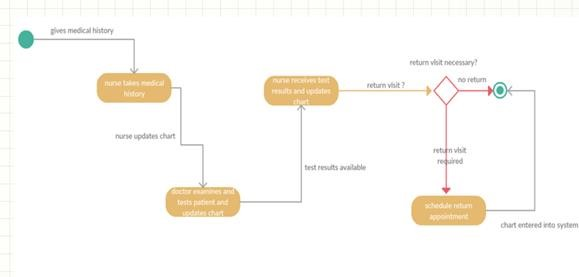 gives medical history
nurse takes medical
history
nurse updates chart
doctor examines and
tests patient and
updates chart
test results available
nurse receives test
results and updates
chart
return visit ?
return visit necessary?
no return
return visit
required
schedule return
appointment
chart entered into system